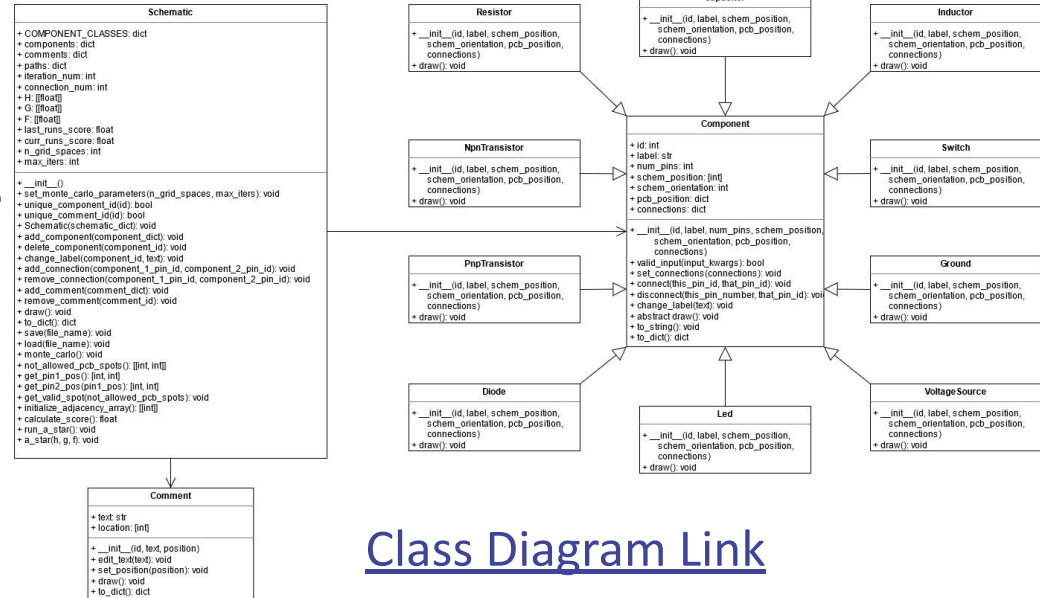 Schematic
+ COMPONENT_CLASSES: dict
+ components: dict
+ comments: dict
+ paths: dict
+ iteration_num: int
+ connection_num: int
+ H: [[float]]
+ G: [[float]]
+ F: [[float]]
+ last_runs_score: float
+ curr_runs_score: float
+ n_grid_spaces: int
+ max_iters: int
+ __init__()
+ set_monte_carlo_parameters(n_grid_spaces, max_iters): void
+ unique_component_id(id): bool
+ unique_comment_id(id): bool
+ Schematic(schematic_dict): void
+ add_component(component_dict): void
+ delete_component(component_id): void
+ change_label(component_id, text): void
+ add_connection(component_1_pin_id, component_2_pin_id): void
+ remove_connection(component_1_pin_id, component_2_pin_id): void
+ add_comment(comment_dict): void
+ remove_comment(comment_id): void
+ draw(): void
+ to_dict(): dict
+ save(file_name): void
+ load(file_name): void
+ monte_carlo(): void
+ not_allowed_pcb_spots(): [[int, int]]
+ get_pin1_pos(): [int, int]
+ get_pin2_pos(pin1_pos): [int, int]
+ get_valid_spot(not_allowed_pcb_spots): void
+ initialize_adjacency_array(): [[int]]
+ calculate_score(): float
+ run_a_star(): void
+ a_star(h, g, f): void
Comment
+ text: str
+ location: [int]
+ __init__(id, text, position)
+ edit_text(text): void
+ set_position(position): void
+ draw(): void
+ to_dict(): dict
Resistor
+ __init__(id, label, schem_position,
schem_orientation, pcb_position,
connections)
+ draw(): void
+ __init__(id, label, schem_position,
schem_orientation, pcb_position,
connections)
+ draw(): void
Inductor
+ __init__(id, label, schem_position,
schem_orientation, pcb_position,
connections)
+ draw(): void
NpnTransistor
+ __init__(id, label, schem_position,
schem_orientation, pcb_position,
connections)
+ draw(): void
Component
+ id: int
+ label: str
+ num_pins: int
+ schem_position: [int]
+ schem_orientation: int
+ pcb_position: dict
+ connections: dict
+ __init__(id, label, num_pins, schem_position,
schem_orientation, pcb_position,
connections)
+ valid_input(input_kwargs): bool
+ set_connections(connections): void
+ connect(this_pin_id, that_pin_id): void
+ disconnect(this_pin_number, that_pin_id): voi
+ change_label(text): void
+ abstract draw(): void
+ to_string(): void
+ to_dict(): dict
Switch
+ __init__(id, label, schem_position,
schem_orientation, pcb_position,
connections)
+ draw(): void
PnpTransistor
+ __init__(id, label, schem_position,
schem_orientation, pcb_position,
connections)
+ draw(): void
Ground
+ __init__(id, label, schem_position,
schem_orientation, pcb_position,
connections)
+ draw(): void
Diode
+ __init__(id, label, schem_position,
schem_orientation, pcb_position,
connections)
+ draw(): void
Led
+ __init__(id, label, schem_position,
schem_orientation, pcb_position,
connections)
+ draw(): void
VoltageSource
+ __init__(id, label, schem_position,
schem_orientation, pcb_position,
connections)
+ draw(): void
Class Diagram Link